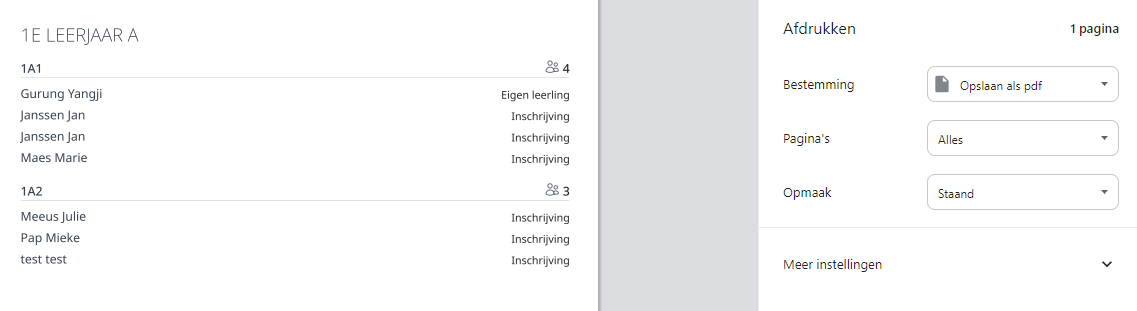 1E LEERJAAR A
1A1 4
Gurung Yangji Eigen leerling
Janssen Jan Inschrijving
Janssen Jan Inschrijving
Maes Marie Inschrijving
1A2 3
Meeus Julie Inschrijving
Pap Mieke Inschrijving
test test Inschrijving
Afdrukken 1 pagina
Bestemming Opslaan als pdf
Pagina's Alles
Opmaak Staand
Meer instellingen